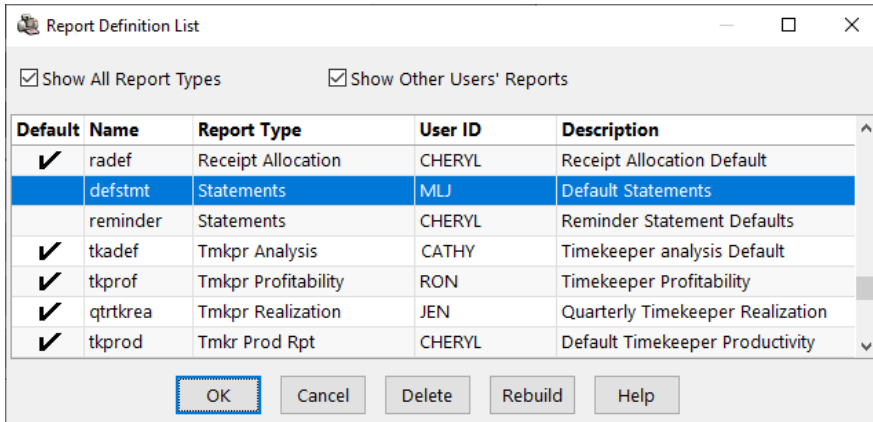 Report Definition List
Show All Report Types Show Other Users' Reports
Default Name Report Type User ID Description
radef Receipt Allocation CHERYL Receipt Allocation Default
defstmt Statements MLJ Default Statements
reminder Statements CHERYL Reminder Statement Defaults
tkadef Tmkpr Analysis CATHY Timekeeper analysis Default
tkprof Tmkpr Profitability RON Timekeeper Profitability
qtrtkrea Tmkpr Realization JEN Quarterly Timekeeper Realization
tkprod Tmkr Prod Rpt CHERYL Default Timekeeper Productivity
OK Cancel Delete Rebuild Help